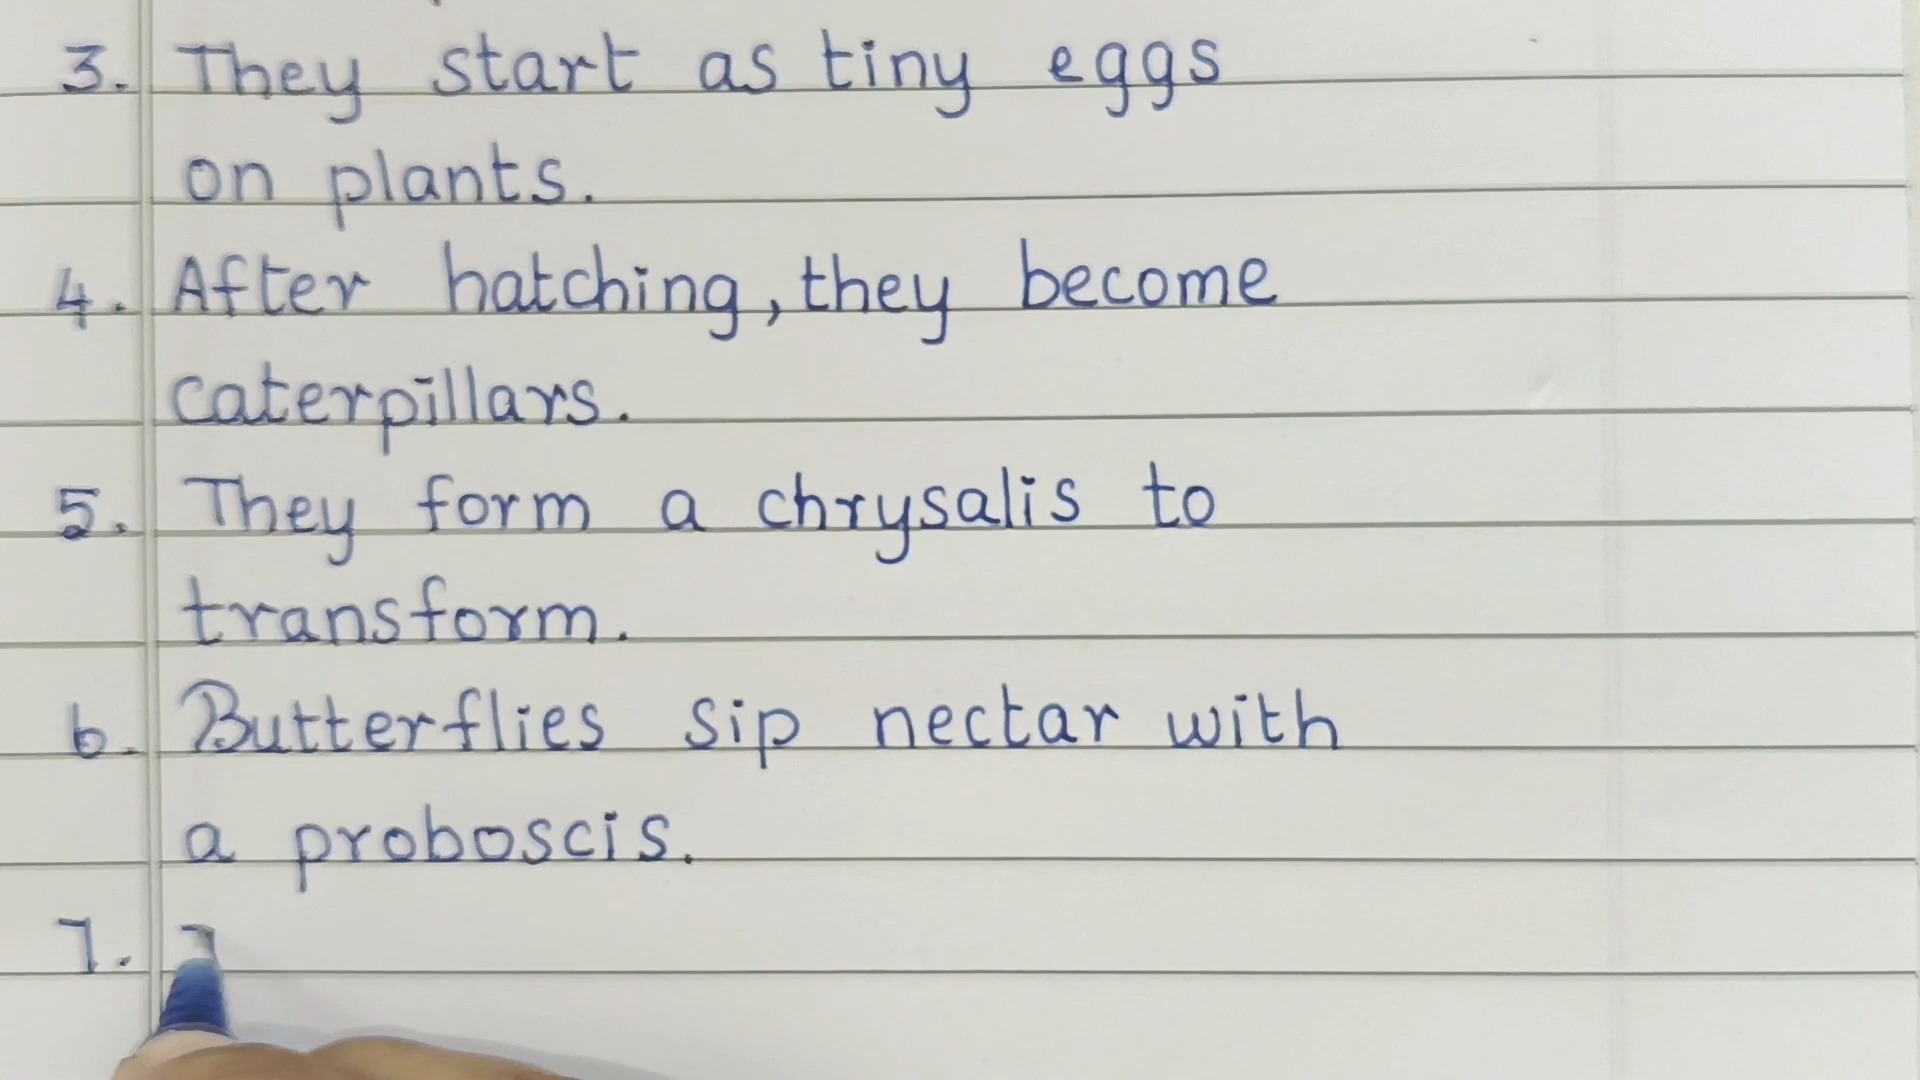 3. They start as tiny eggs
on plants.
4. After hatching, they become
caterpillars.
5. They form a chrysalis to
transform.
6. Butterflies sip nectar with
a proboscis.
7.